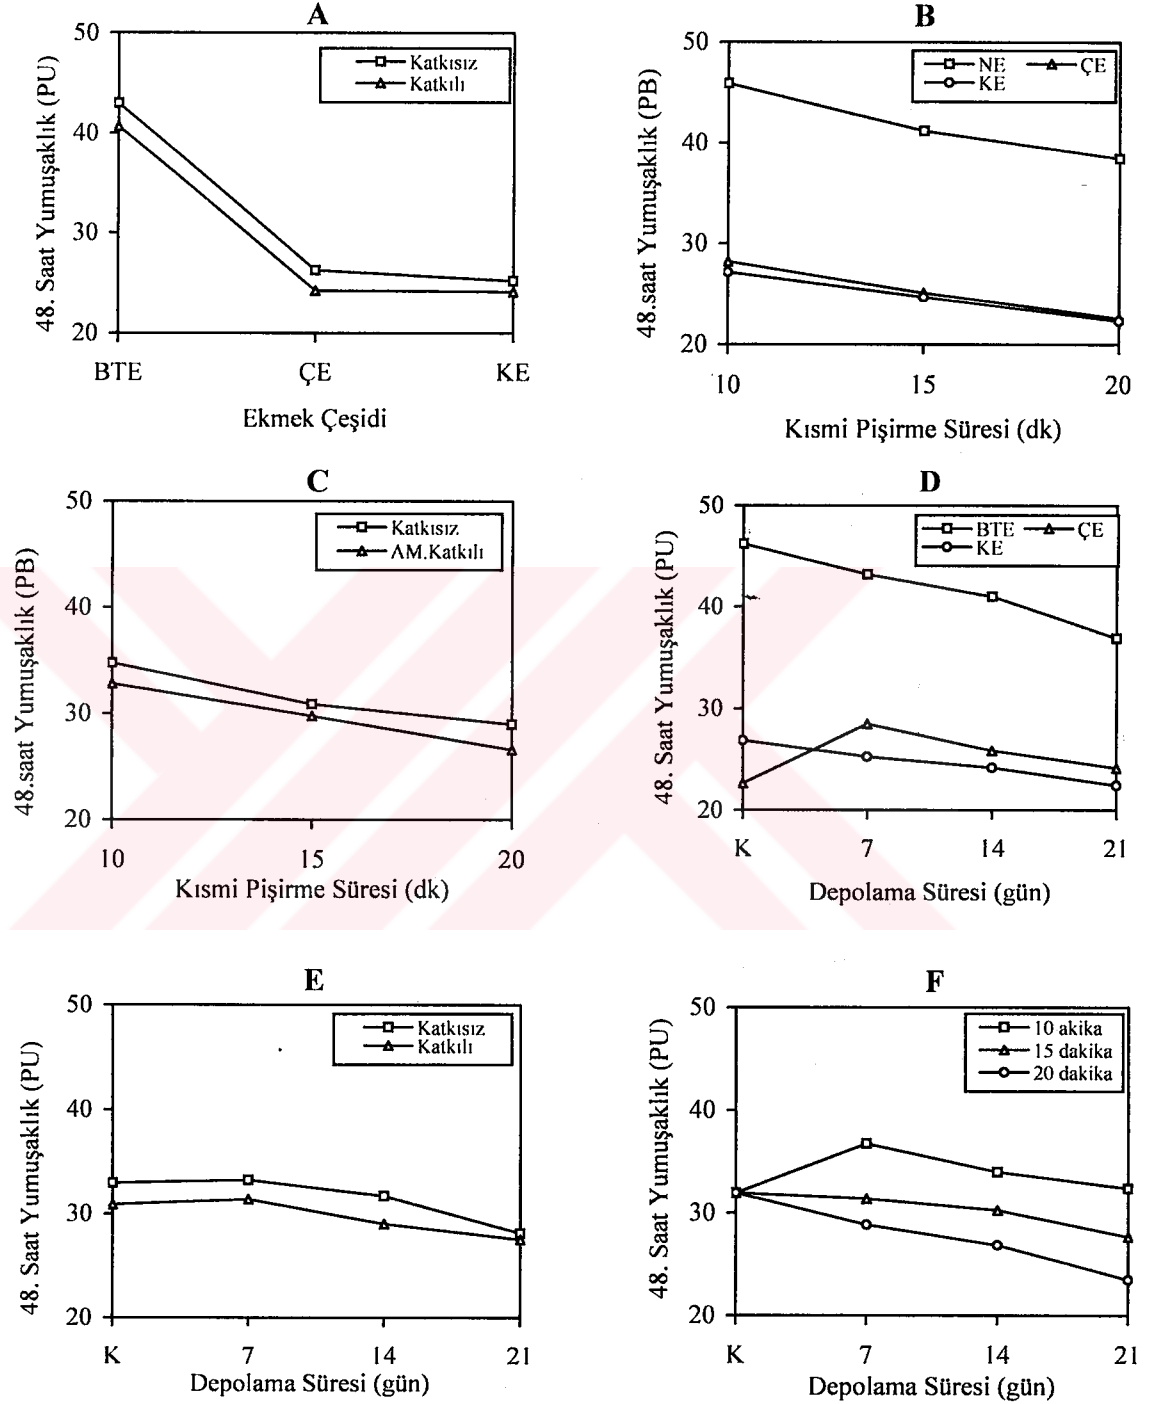 A
48. Saat Yumuşaklık (PU)
50
40
30
20
Katkısız
Katkılı
BTE ÇE KE
Ekmek Çeşidi
B
48.saat Yumuşaklık (PB)
50
40
30
20
NE ÇE
KE
10 15 20
Kısmi Pişirme Süresi (dk)
C
48.saat Yumuşaklık (PB)
50
40
30
20
Katkısız
AM.Katkılı
10 15 20
Kısmi Pişirme Süresi (dk)
D
48. Saat Yumuşaklık (PU)
50
40
30
20
BTE ÇE
KE
K 7 14 21
Depolama Süresi (gün)
E
48. Saat Yumuşaklık (PU)
50
40
30
20
Katkısız
Katkılı
K 7 14 21
Depolama Süresi (gün)
F
48. Saat Yumuşaklık (PU)
50
40
30
20
10 akika
15 dakika
20 dakika
K 7 14 21
Depolama Süresi (gün)